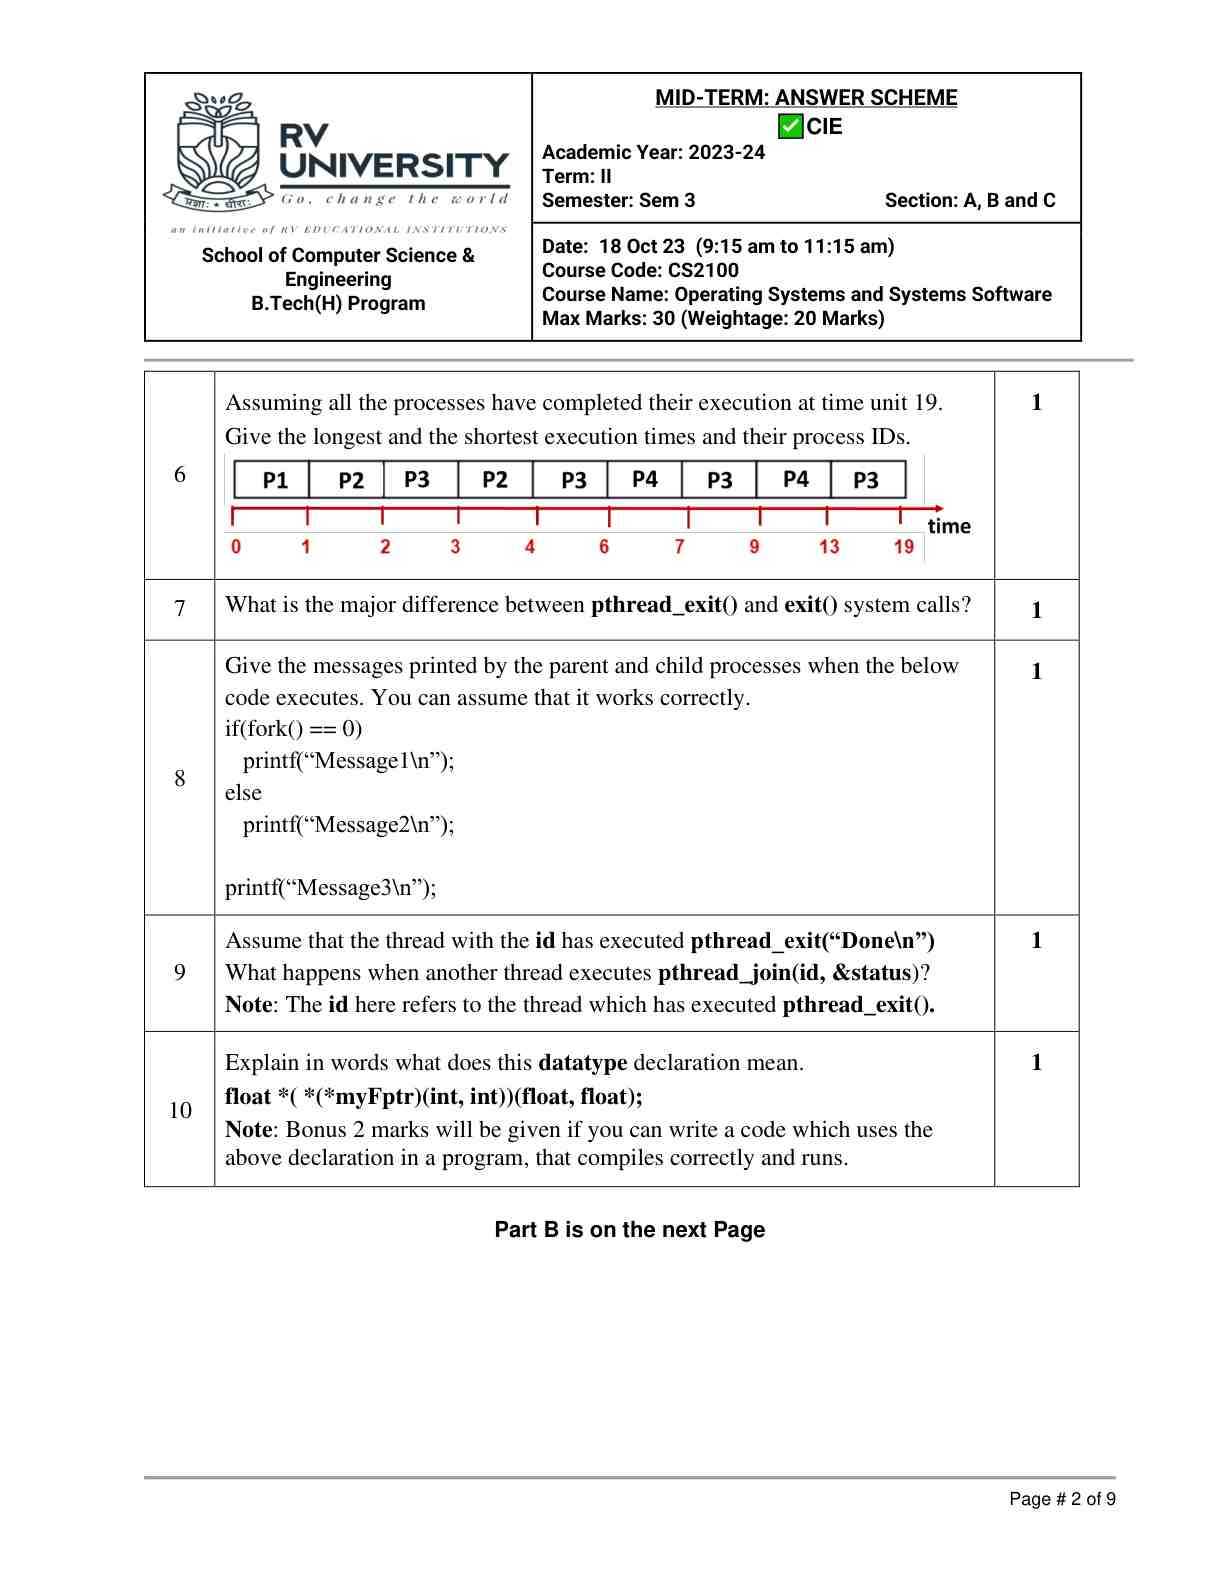 RV
UNIVERSITY
Go, change the world
प्रज्ञाः • धीराः
an initiative of RV EDUCATIONAL INSTITUTIONS
School of Computer Science &
Engineering
B.Tech(H) Program
MID-TERM: ANSWER SCHEME
✅CIE
Academic Year: 2023-24
Term: II
Semester: Sem 3 Section: A, B and C
Date: 18 Oct 23 (9:15 am to 11:15 am)
Course Code: CS2100
Course Name: Operating Systems and Systems Software
Max Marks: 30 (Weightage: 20 Marks)
6
Assuming all the processes have completed their execution at time unit 19.
Give the longest and the shortest execution times and their process IDs.
P1 P2 P3 P2 P3 P4 P3 P4 P3
time
0 1 2 3 4 6 7 9 13 19
1
7
What is the major difference between pthread_exit() and exit() system calls?
1
8
Give the messages printed by the parent and child processes when the below
code executes. You can assume that it works correctly.
if(fork() == 0)
printf(“Message1\n”);
else
printf(“Message2\n”);
printf(“Message3\n”);
1
9
Assume that the thread with the id has executed pthread_exit(“Done\n”)
What happens when another thread executes pthread_join(id, &status)?
Note: The id here refers to the thread which has executed pthread_exit().
1
10
Explain in words what does this datatype declaration mean.
float *( *(*myFptr)(int, int))(float, float);
Note: Bonus 2 marks will be given if you can write a code which uses the
above declaration in a program, that compiles correctly and runs.
1
Part B is on the next Page
Page # 2 of 9